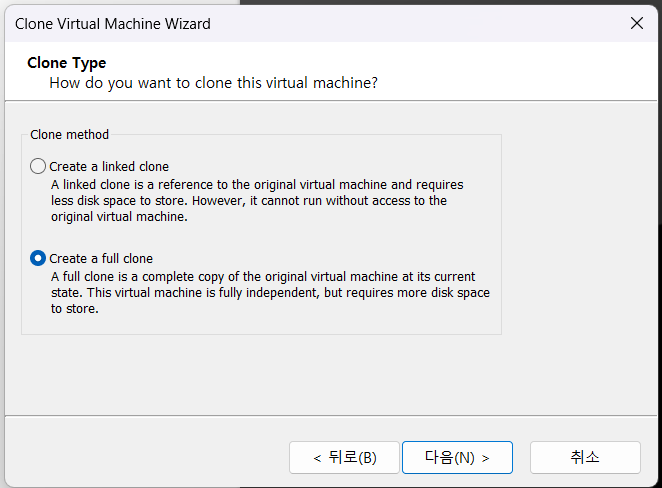 Clone Virtual Machine Wizard
Clone Type
How do you want to clone this virtual machine?
Clone method
Create a linked clone
A linked clone is a reference to the original virtual machine and requires
less disk space to store. However, it cannot run without access to the
original virtual machine.
Create a full clone
A full clone is a complete copy of the original virtual machine at its current
state. This virtual machine is fully independent, but requires more disk space
to store.
< 뒤로(B)
다음(N) >
취소